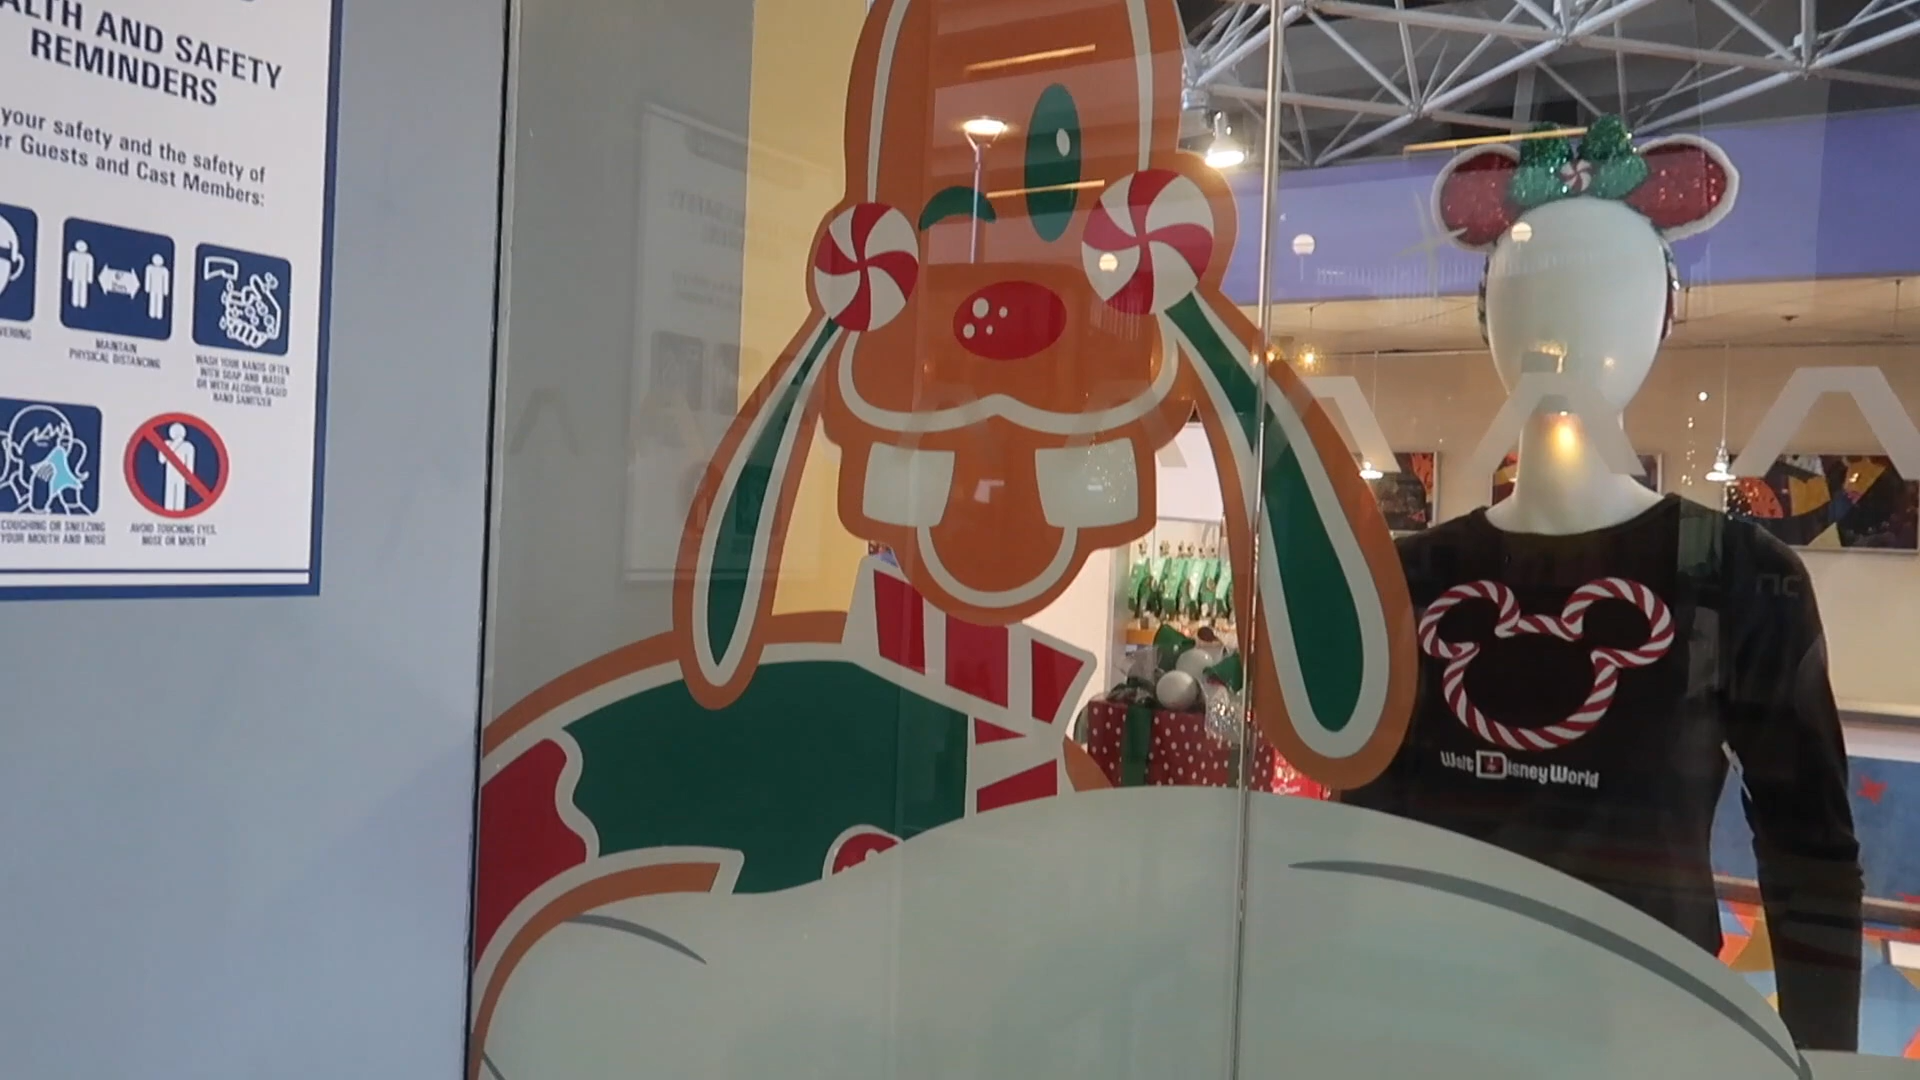 AND SAFETY
REMINDERS
your safety and the safety of
Guests and Cast Members:
MAINTAIN
PHYSICAL DISTANCING
WASH YOUR HANDS OFTEN
WITH SOAP AND WATER
OR WITH ALCOHOL-BASED
HAND SANITIZER
COUGHING OR SNEEZING
YOUR MOUTH AND NOSE
AVOID TOUCHING EYES,
NOSE OR MOUTH
Walt Disney World